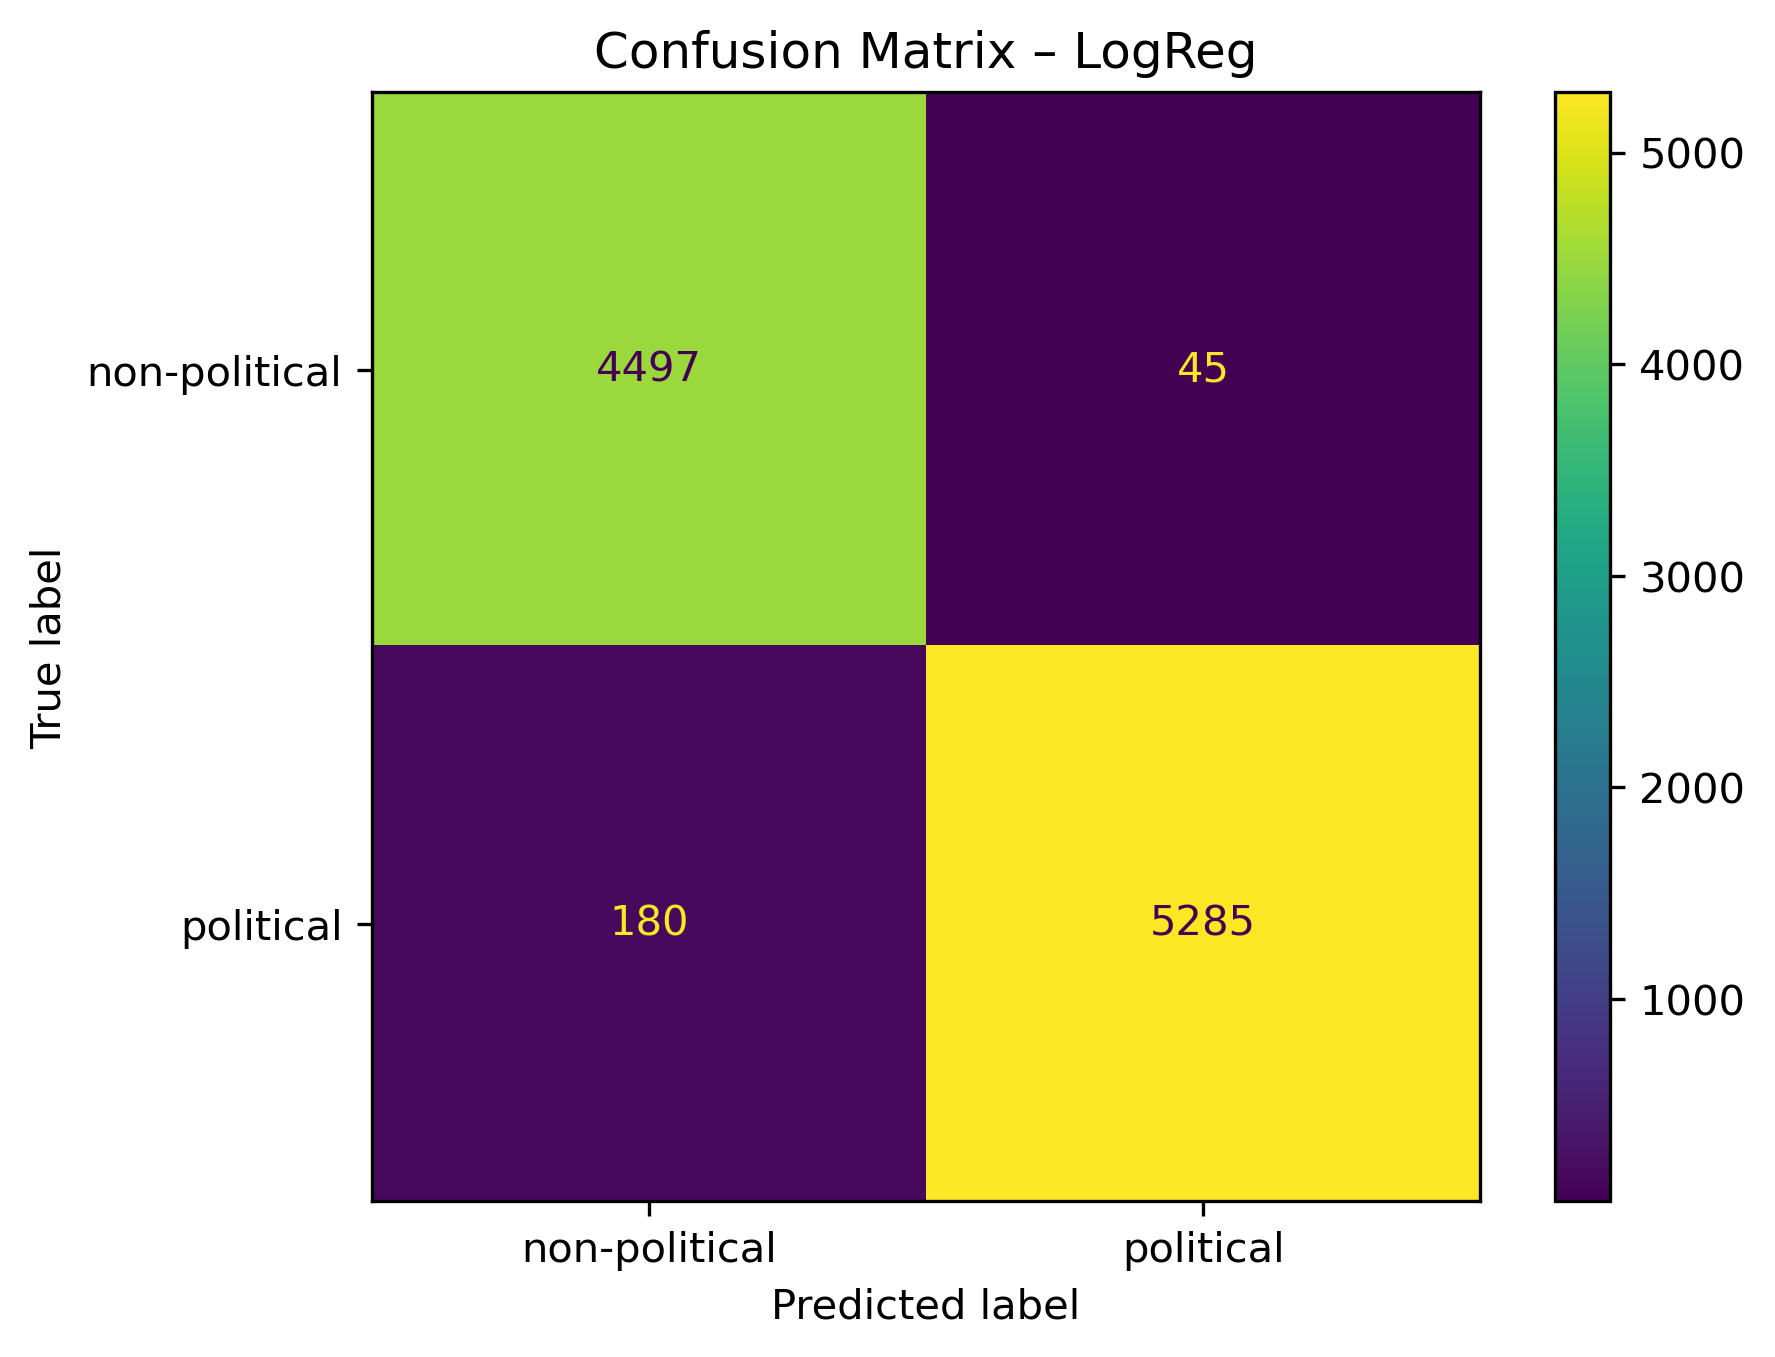 Confusion Matrix – LogReg
True label
non-political
political
4497
45
180
5285
non-political
political
Predicted label
5000
4000
3000
2000
1000